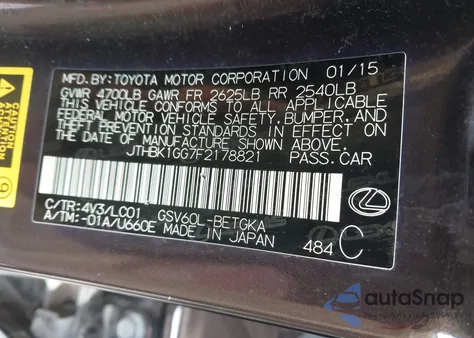 MFD. BY: TOYOTA MOTOR CORPORATION 01/15
GVWR 4700LB GAWR FR 2625LB RR 2540LB
THIS VEHICLE CONFORMS TO ALL APPLICABLE
FEDERAL MOTOR VEHICLE SAFETY, BUMPER, AND
THEFT PREVENTION STANDARDS IN EFFECT ON
THE DATE OF MANUFACTURE SHOWN ABOVE.
JTHBK1GG7F2178821 PASS.CAR
C/TR:4V3/LC01 GSV60L-BETGKA
A/TM:-01A/U660E MADE IN JAPAN 484 C
autoSnap